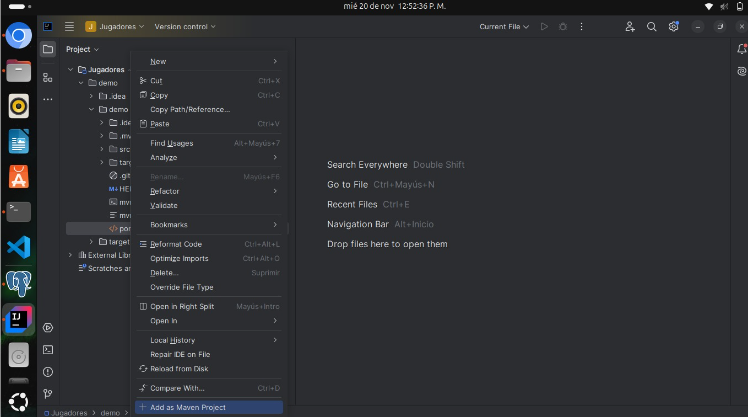 mié 20 de nov 12:52:36 P. M.
J Jugadores Version control Current File
Project
Jugadores
demo
.idea
demo
.ide
.mv
src
targ
.git
HEL
mvr
mvr
por
target
External Libr
Scratches ar
New
Cut Ctrl+X
Copy Ctrl+C
Copy Path/Reference...
Paste Ctrl+V
Find Usages Alt+Mayús+7
Analyze
Rename... Mayús+F6
Refactor
Validate
Bookmarks
Reformat Code Ctrl+Alt+L
Optimize Imports Ctrl+Alt+O
Delete... Suprimir
Override File Type
Open in Right Split Mayús+Intro
Open In
Local History
Repair IDE on File
Reload from Disk
Compare With... Ctrl+D
Add as Maven Project
Search Everywhere Double Shift
Go to File Ctrl+Mayús+N
Recent Files Ctrl+E
Navigation Bar Alt+Inicio
Drop files here to open them
Jugadores > demo >